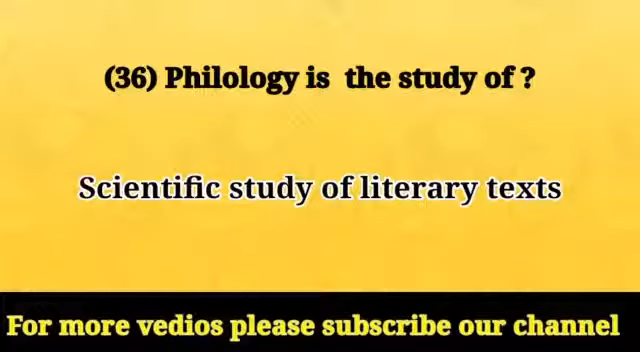 (36) Philology is the study of ?
Scientific study of literary texts
For more vedios please subscribe our channel